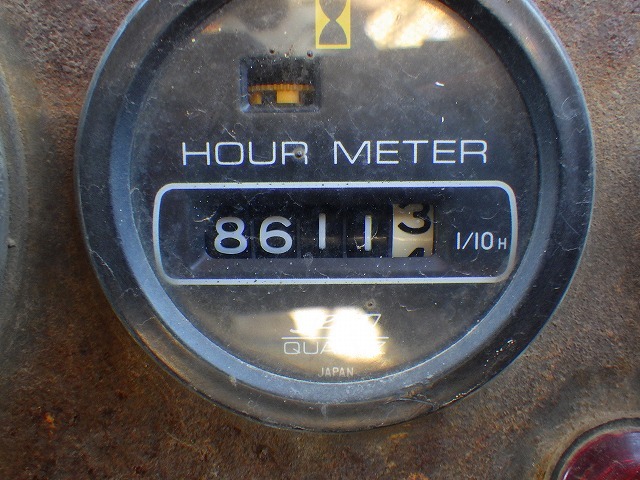 HOUR METER
86113 1/10H
QUARTZ
JAPAN